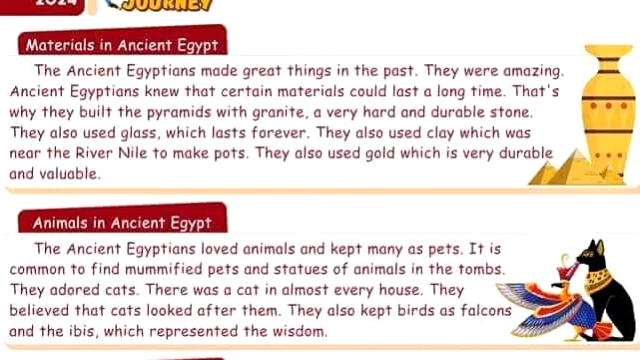 2024
JOURNEY
Materials in Ancient Egypt
The Ancient Egyptians made great things in the past. They were amazing.
Ancient Egyptians knew that certain materials could last a long time. That's
why they built the pyramids with granite, a very hard and durable stone.
They also used glass, which lasts forever. They also used clay which was
near the River Nile to make pots. They also used gold which is very durable
and valuable.
Animals in Ancient Egypt
The Ancient Egyptians loved animals and kept many as pets. It is
common to find mummified pets and statues of animals in the tombs.
They adored cats. There was a cat in almost every house. They
believed that cats looked after them. They also kept birds as falcons
and the ibis, which represented the wisdom.